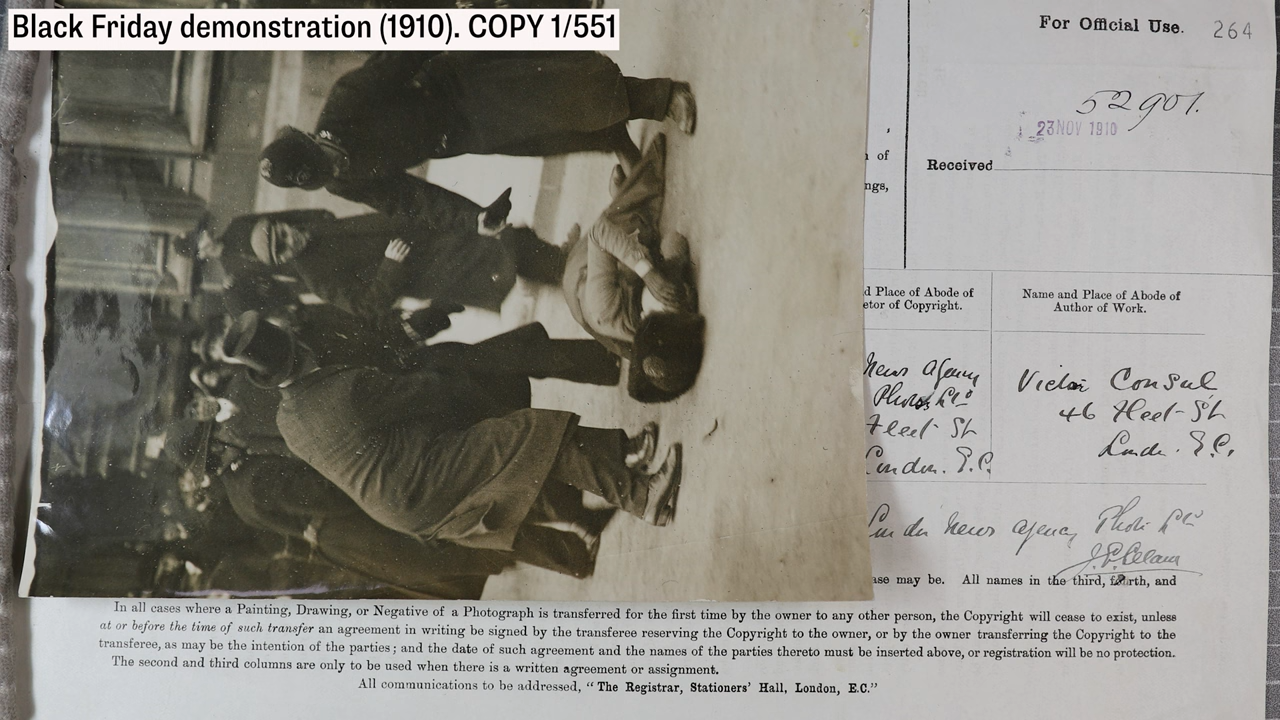 Black Friday demonstration (1910). COPY 1/551
For Official Use. 264
52901.
23 NOV 1910
Received
of
ngs,
d Place of Abode of
etor of Copyright.
Name and Place of Abode of
Author of Work.
News Agency
Photo Ltd
Fleet St
London. E.C.
Victor Consul
46 Fleet St
London. E.C.
London News Agency Photo Ltd
ase may be. All names in the third, fourth, and
In all cases where a Painting, Drawing, or Negative of a Photograph is transferred for the first time by the owner to any other person, the Copyright will cease to exist, unless
at or before the time of such transfer an agreement in writing be signed by the transferee reserving the Copyright to the owner, or by the owner transferring the Copyright to the
transferee, as may be the intention of the parties; and the date of such agreement and the names of the parties thereto must be inserted above, or registration will be no protection.
The second and third columns are only to be used when there is a written agreement or assignment.
All communications to be addressed, "The Registrar, Stationers' Hall, London, E.C."